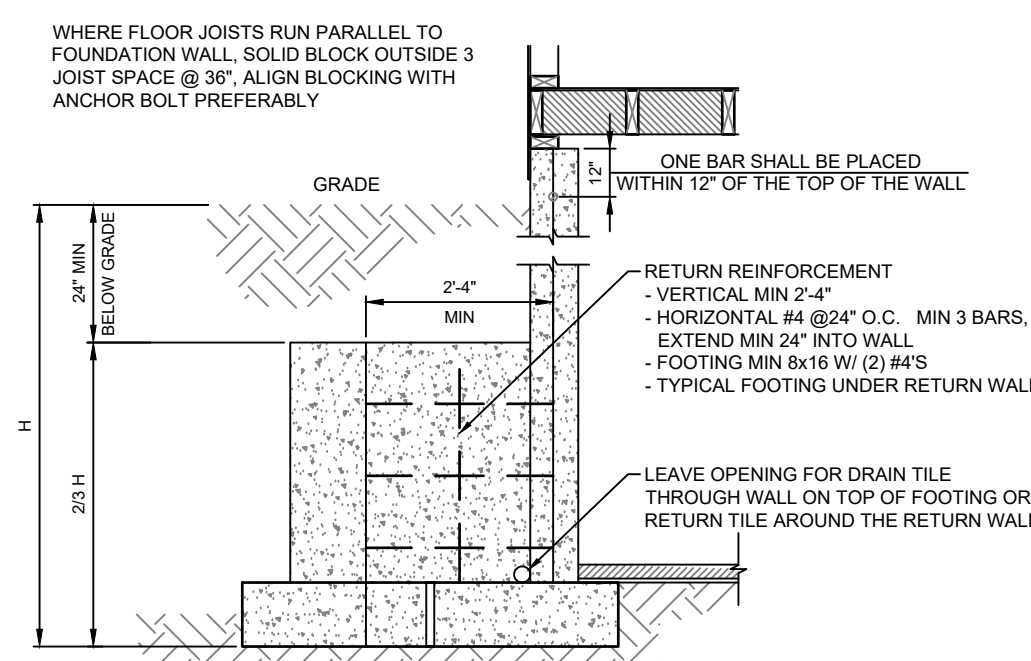 WHERE FLOOR JOISTS RUN PARALLEL TO
FOUNDATION WALL, SOLID BLOCK OUTSIDE 3
JOIST SPACE @ 36", ALIGN BLOCKING WITH
ANCHOR BOLT PREFERABLY
12"
ONE BAR SHALL BE PLACED
WITHIN 12" OF THE TOP OF THE WALL
GRADE
24" MIN
BELOW GRADE
2'-4"
MIN
RETURN REINFORCEMENT
- VERTICAL MIN 2'-4"
- HORIZONTAL #4 @24" O.C. MIN 3 BARS,
EXTEND MIN 24" INTO WALL
- FOOTING MIN 8x16 W/ (2) #4'S
- TYPICAL FOOTING UNDER RETURN WALL
H
2/3 H
LEAVE OPENING FOR DRAIN TILE
THROUGH WALL ON TOP OF FOOTING OR
RETURN TILE AROUND THE RETURN WALL